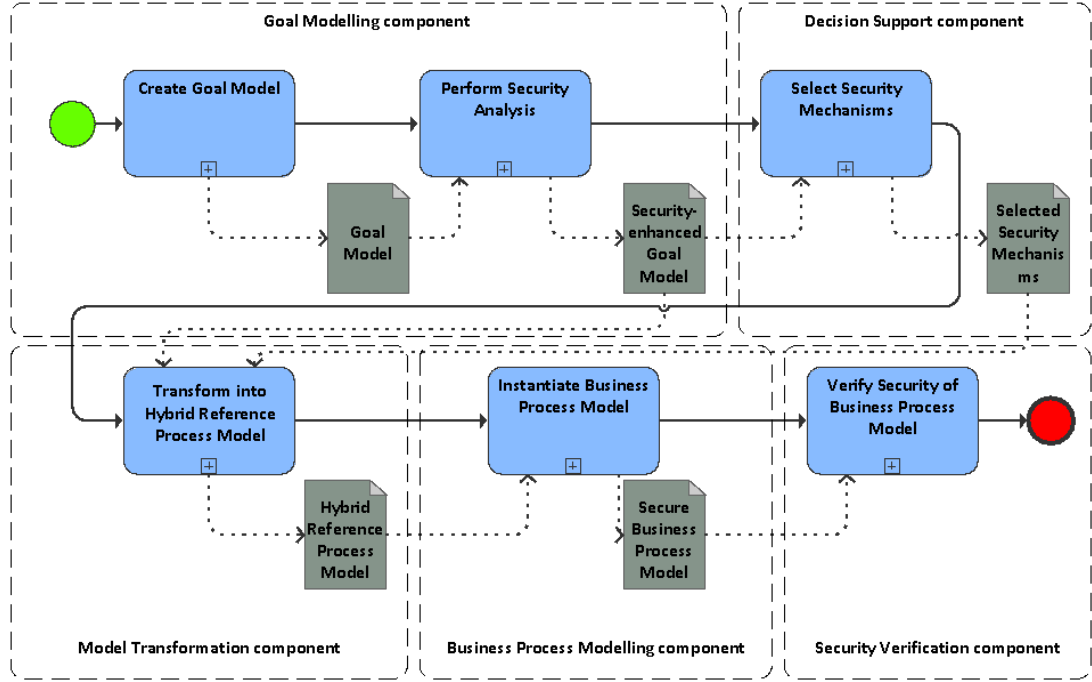 Goal Modelling component
Decision Support component
Create Goal Model
Perform Security
Analysis
Select Security
Mechanisms
Goal
Model
Security-
enhanced
Goal
Model
Selected
Security
Mechanis
ms
Transform into
Hybrid Reference
Process Model
Instantiate Business
Process Model
Verify Security of
Business Process
Model
Hybrid
Reference
Process
Model
Secure
Business
Process
Model
Model Transformation component
Business Process Modelling component
Security Verification component